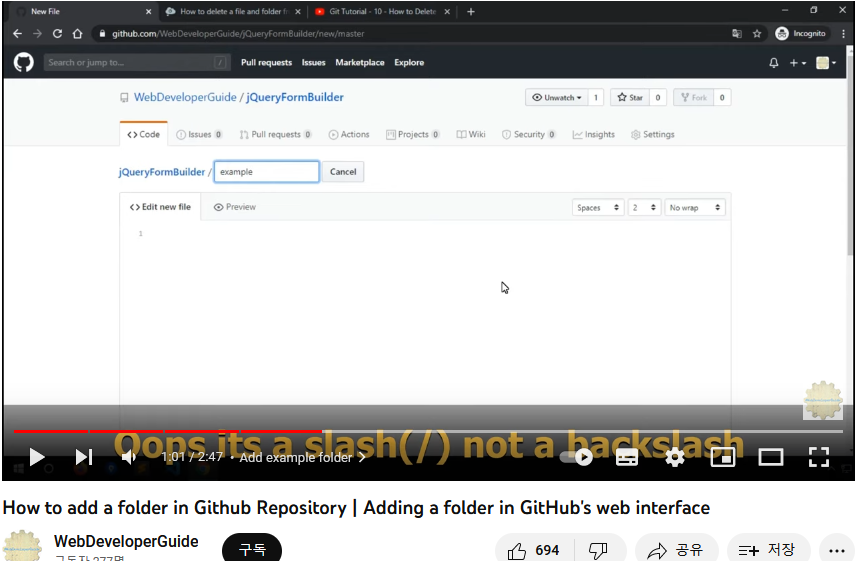 New File
How to delete a file and folder fr
Git Tutorial - 10 - How to Delete
github.com/WebDeveloperGuide/jQueryFormBuilder/new/master
Incognito
Search or jump to...
/
Pull requests Issues Marketplace Explore
WebDeveloperGuide / jQueryFormBuilder
Unwatch 1 Star 0 Fork 0
Code Issues 0 Pull requests 0 Actions Projects 0 Wiki Security 0 Insights Settings
jQueryFormBuilder / example Cancel
Edit new file Preview Spaces 2 No wrap
1
Oops its a slash(/) not a backslash
1:01 / 2:47 • Add example folder >
How to add a folder in Github Repository | Adding a folder in GitHub's web interface
WebDeveloperGuide
구독자 277명
구독
694
공유
저장